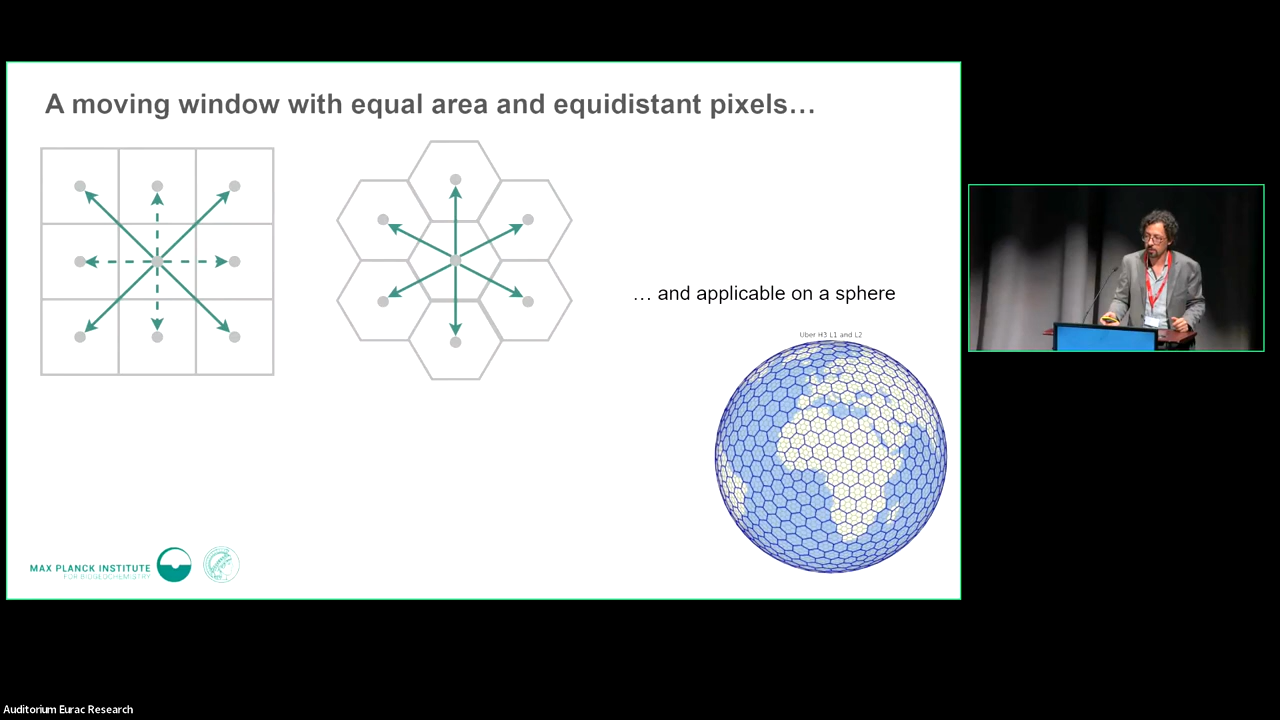 A moving window with equal area and equidistant pixels…
… and applicable on a sphere
Uber H3 L1 and L2
MAX PLANCK INSTITUTE
FOR BIOGEOCHEMISTRY
Auditorium Eurac Research